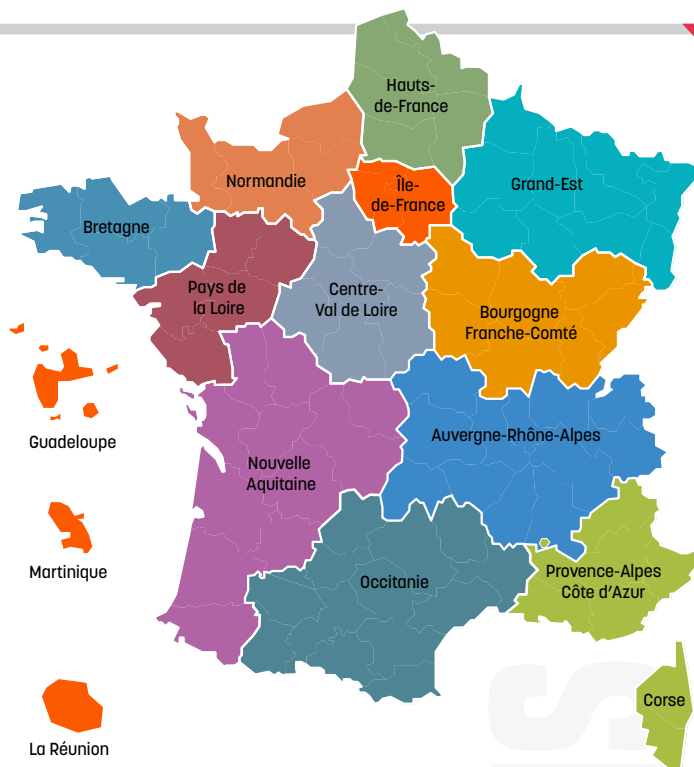 Hauts-
de-France
Normandie
Île-
de-France
Grand-Est
Bretagne
Pays de
la Loire
Centre-
Val de Loire
Bourgogne
Franche-Comté
Guadeloupe
Auvergne-Rhône-Alpes
Nouvelle
Aquitaine
Martinique
Occitanie
Provence-Alpes
Côte d'Azur
Corse
La Réunion